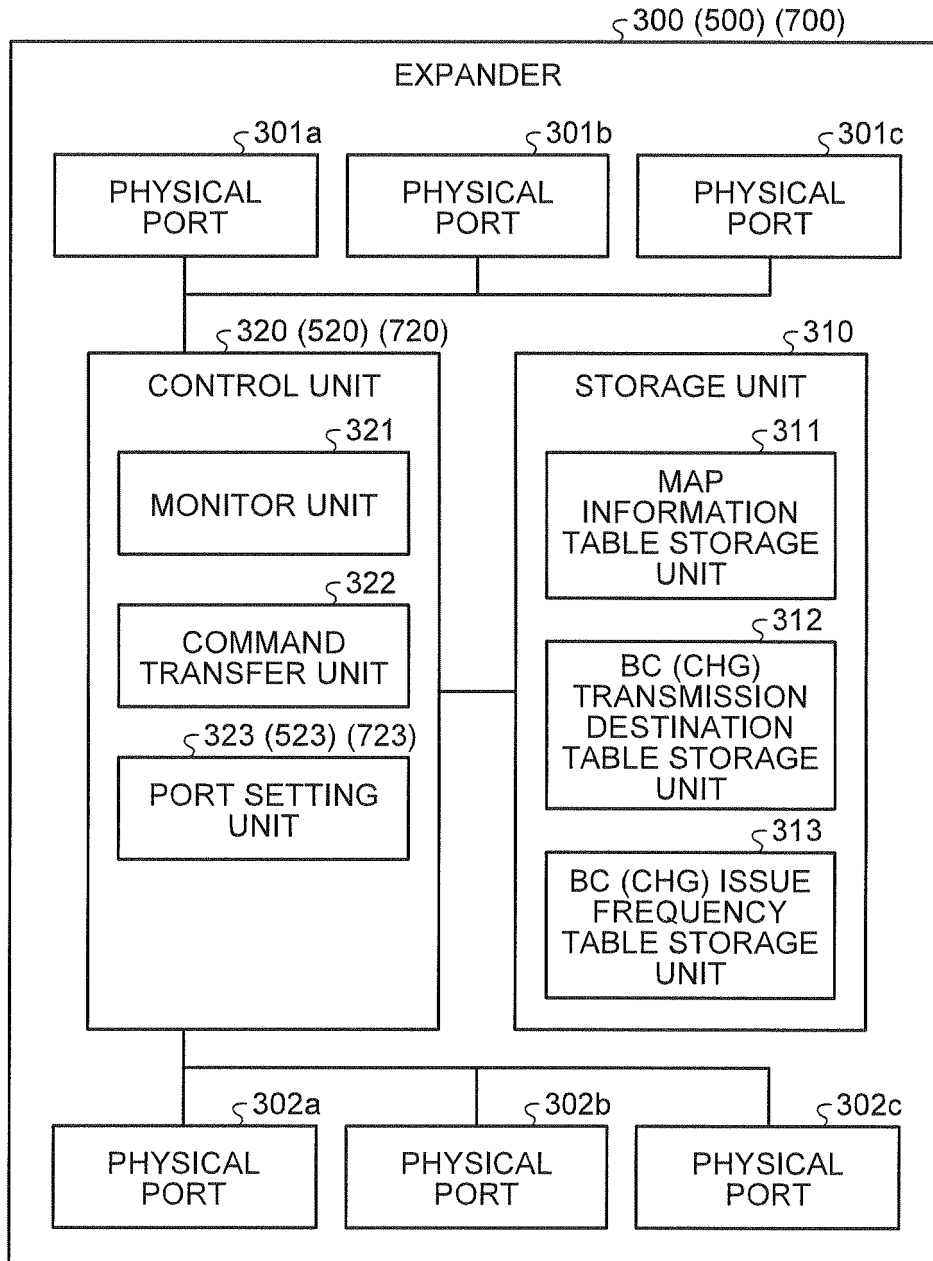 300 (500) (700)
EXPANDER
301a
301b
301c
PHYSICAL
PORT
PHYSICAL
PORT
PHYSICAL
PORT
320 (520) (720)
CONTROL UNIT
321
MONITOR UNIT
322
COMMAND
TRANSFER UNIT
323 (523) (723)
PORT SETTING
UNIT
310
STORAGE UNIT
311
MAP
INFORMATION
TABLE STORAGE
UNIT
312
BC (CHG)
TRANSMISSION
DESTINATION
TABLE STORAGE
UNIT
313
BC (CHG) ISSUE
FREQUENCY
TABLE STORAGE
UNIT
302a
302b
302c
PHYSICAL
PORT
PHYSICAL
PORT
PHYSICAL
PORT